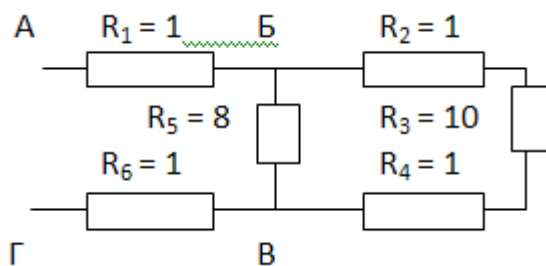 А R₁ = 1 Б R₂ = 1
R₅ = 8 R₃ = 10
R₆ = 1 R₄ = 1
Г В